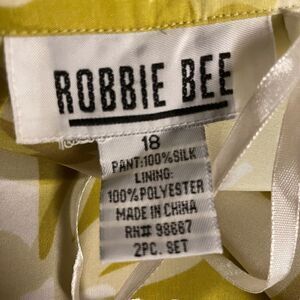 ROBBIE BEE
18
PANT:100%SILK
LINING:
100%POLYESTER
MADE IN CHINA
RN# 98667
2PC. SET